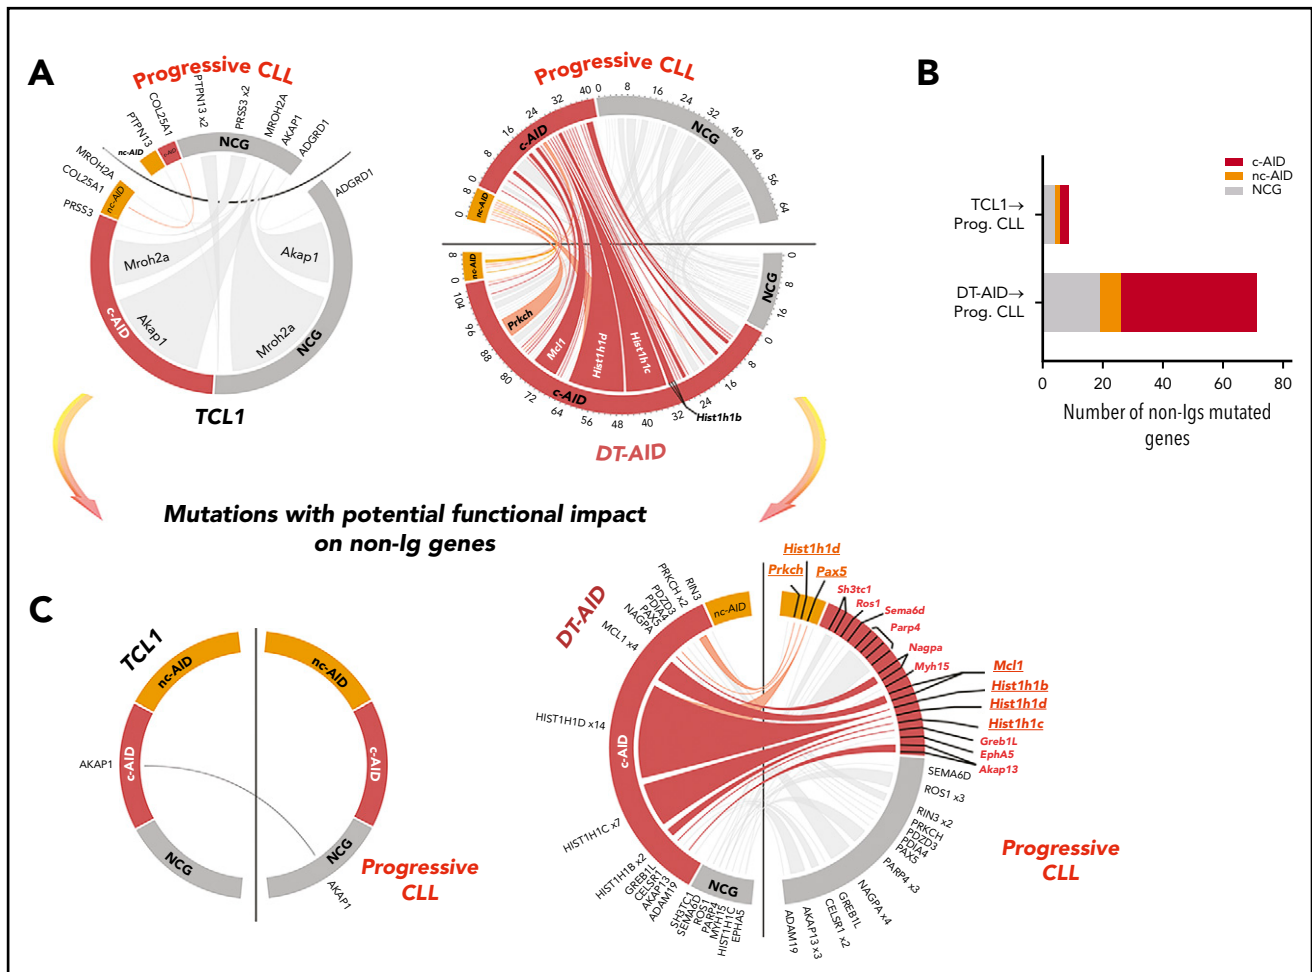 A
Progressive CLL
PTPN13
COL25A1
PTPN13 x2
PRSS3 x2
MROH2A
AKAP1
ADGRD1
nc-AID
c-AID
NCG
MROH2A
COL25A1
PRSS3
nc-AID
ADGRD1
Mroh2a
Akap1
Akap1
Mroh2a
c-AID
NCG
TCL1
Progressive CLL
0 8 16 24 32 40
0 8 16 24 32 40 48 56 64
0 8
nc-AID
c-AID
NCG
8 0
nc-AID
104 96 88 80 72 64 56 48 40 32 24 16 8 0
0 8 16
NCG
Prkch
Mcl1
Hist1h1d
Hist1h1c
Hist1h1b
c-AID
DT-AID
B
c-AID
nc-AID
NCG
TCL1→
Prog. CLL
DT-AID→
Prog. CLL
0 20 40 60 80
Number of non-Igs mutated
genes
Mutations with potential functional impact
on non-Ig genes
C
TCL1
nc-AID
nc-AID
c-AID
c-AID
AKAP1
NCG
NCG
AKAP1
Progressive
CLL
DT-AID
RIN3
PRKCH x2
PDZD3
PDIA4
PAX5
NAGPA
MCL1 x4
HIST1H1D x14
HIST1H1C x7
HIST1H1B x2
GREB1L
CELSR1
AKAP13
ADAM19
SH3TC1
SEMA6D
ROS1
PARP4
MYH15
HIST1H1C
EPHA5
nc-AID
c-AID
NCG
Hist1h1d
Prkch
Pax5
Sh3tc1
Ros1
Sema6d
Parp4
Nagpa
Myh15
Mcl1
Hist1h1b
Hist1h1d
Hist1h1c
Greb1L
EphA5
Akap13
SEMA6D
ROS1 x3
RIN3 x2
PRKCH
PDZD3
PDIA4
PAX5
PARP4 x3
NAGPA x4
GREB1L
CELSR1 x2
AKAP13 x3
ADAM19
Progressive
CLL